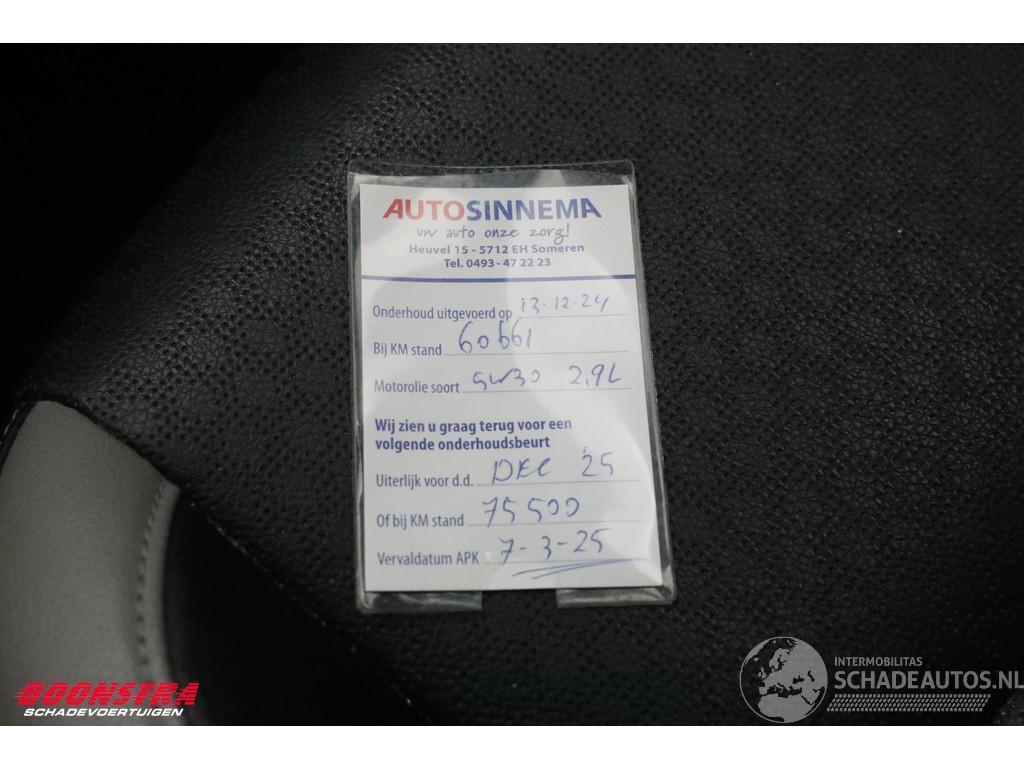 AUTOSINNEMA
uw auto onze zorg!
Heuvel 15 - 5712 EH Someren
Tel. 0493 - 47 22 23
Onderhoud uitgevoerd op 13-12-24
Bij KM stand 60661
Motorolie soort 5W30 2,9L
Wij zien u graag terug voor een
volgende onderhoudsbeurt
Uiterlijk voor d.d. DEC '25
Of bij KM stand 75500
Vervaldatum APK 7-3-25
BOONSTRA
SCHADEVOERTUIGEN
INTERMOBILITAS
SCHADEAUTOS.NL